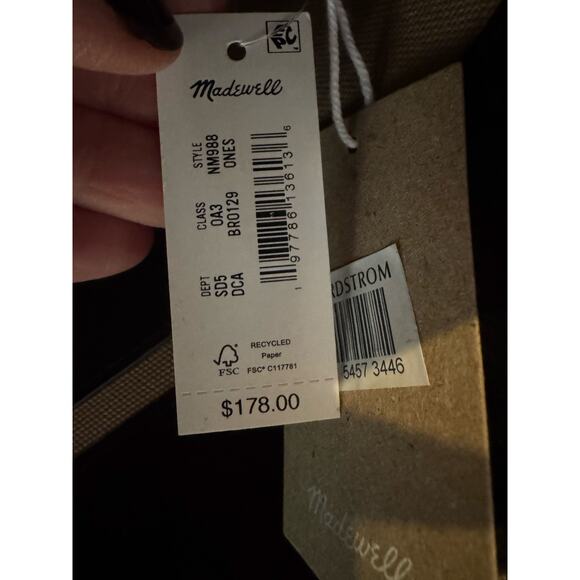 Madewell
STYLE
NM988
ONES
CLASS
0A3
BR0129
DEPT
SD5
DCA
1 97786 13613 6
FSC
RECYCLED
Paper
FSC® C117761
$178.00
RDSTROM
5457 3446
Madewell